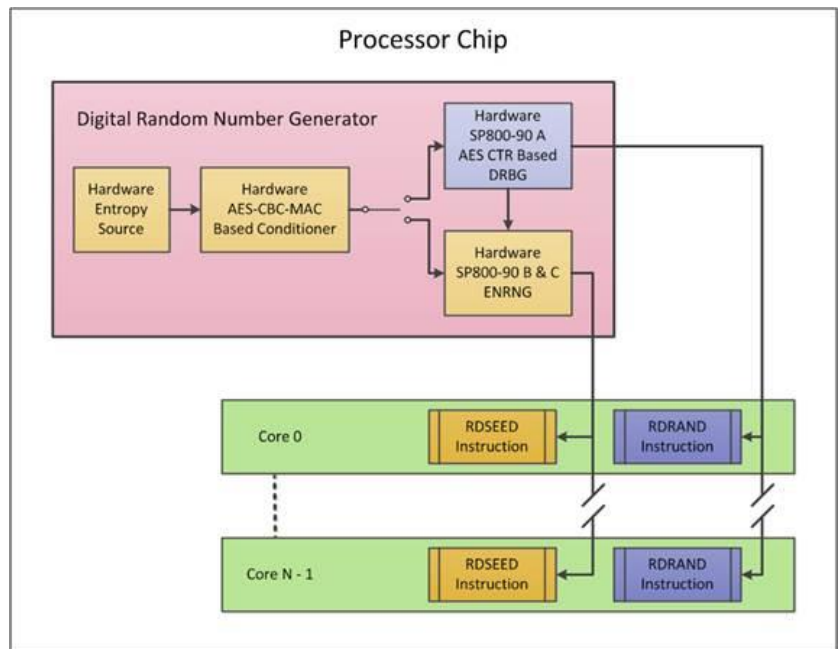 Processor Chip
Digital Random Number Generator
Hardware
Entropy
Source
Hardware
AES-CBC-MAC
Based Conditioner
Hardware
SP800-90 A
AES CTR Based
DRBG
Hardware
SP800-90 B & C
ENRNG
Core 0
RDSEED
Instruction
RDRAND
Instruction
Core N - 1
RDSEED
Instruction
RDRAND
Instruction